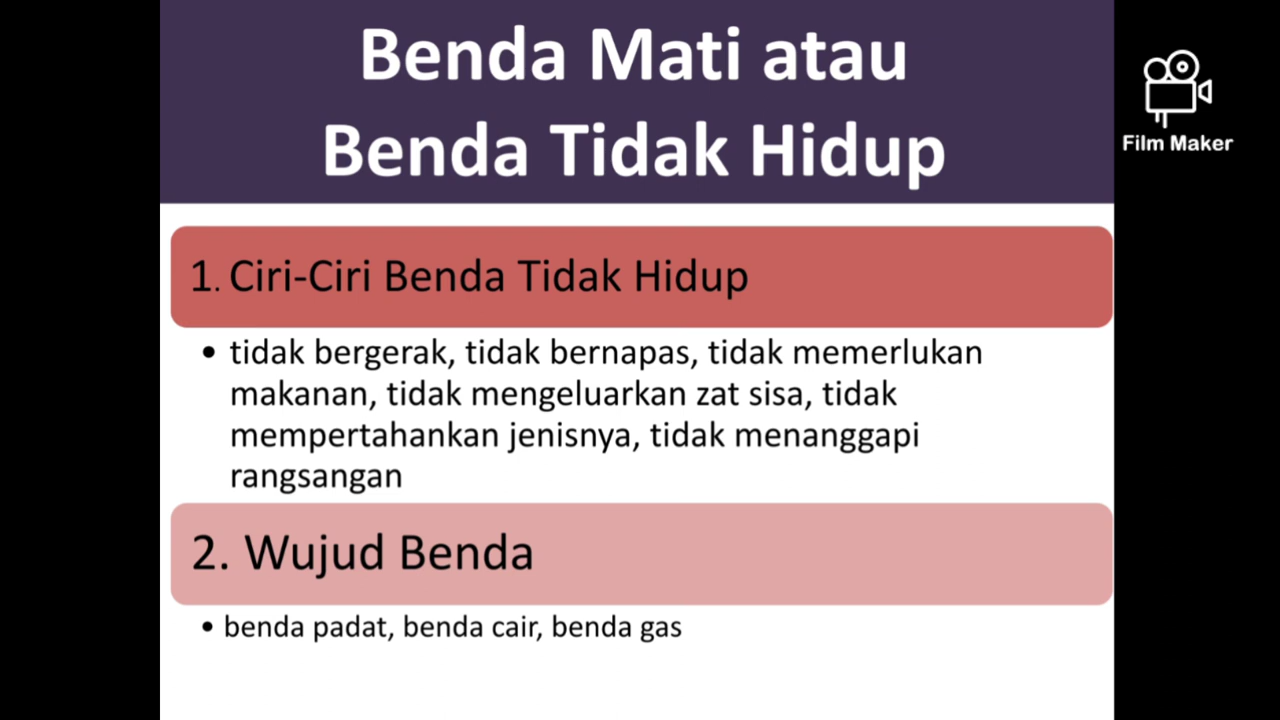 Benda Mati atau
Benda Tidak Hidup
Film Maker
1. Ciri-Ciri Benda Tidak Hidup
• tidak bergerak, tidak bernapas, tidak memerlukan
makanan, tidak mengeluarkan zat sisa, tidak
mempertahankan jenisnya, tidak menanggapi
rangsangan
2. Wujud Benda
• benda padat, benda cair, benda gas